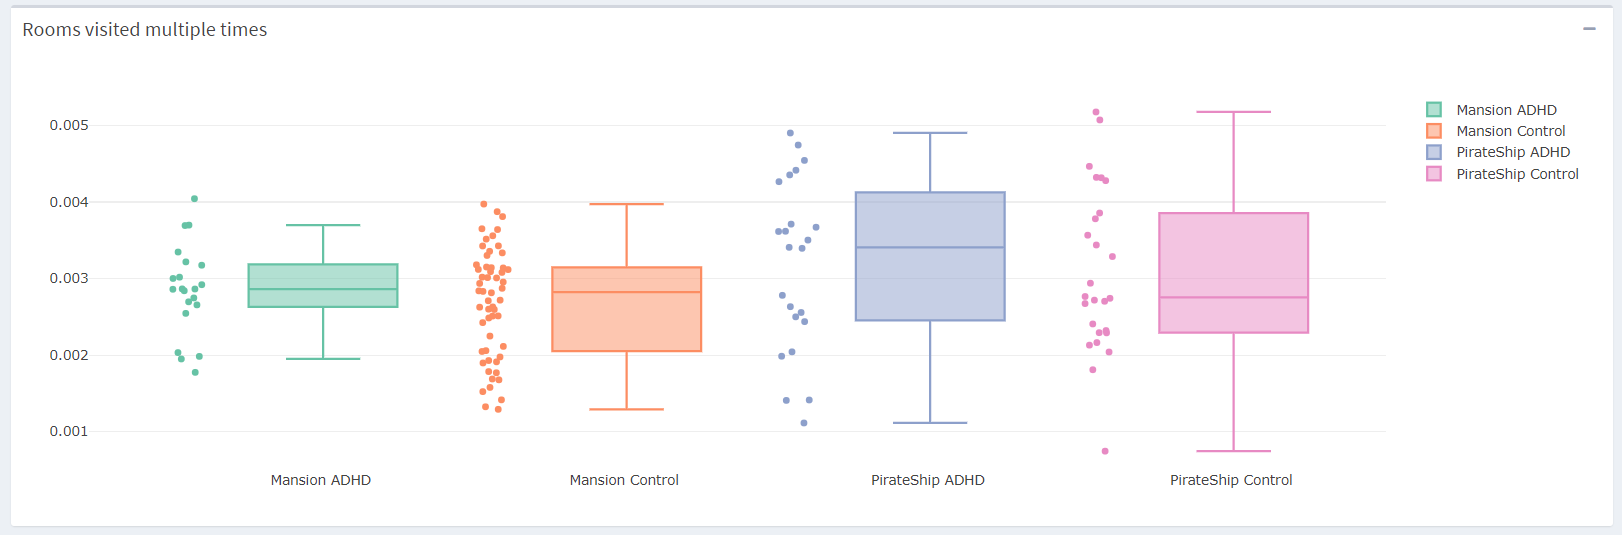 Rooms visited multiple times
0.005
0.004
0.003
0.002
0.001
Mansion ADHD
Mansion Control
PirateShip ADHD
PirateShip Control
Mansion ADHD
Mansion Control
PirateShip ADHD
PirateShip Control